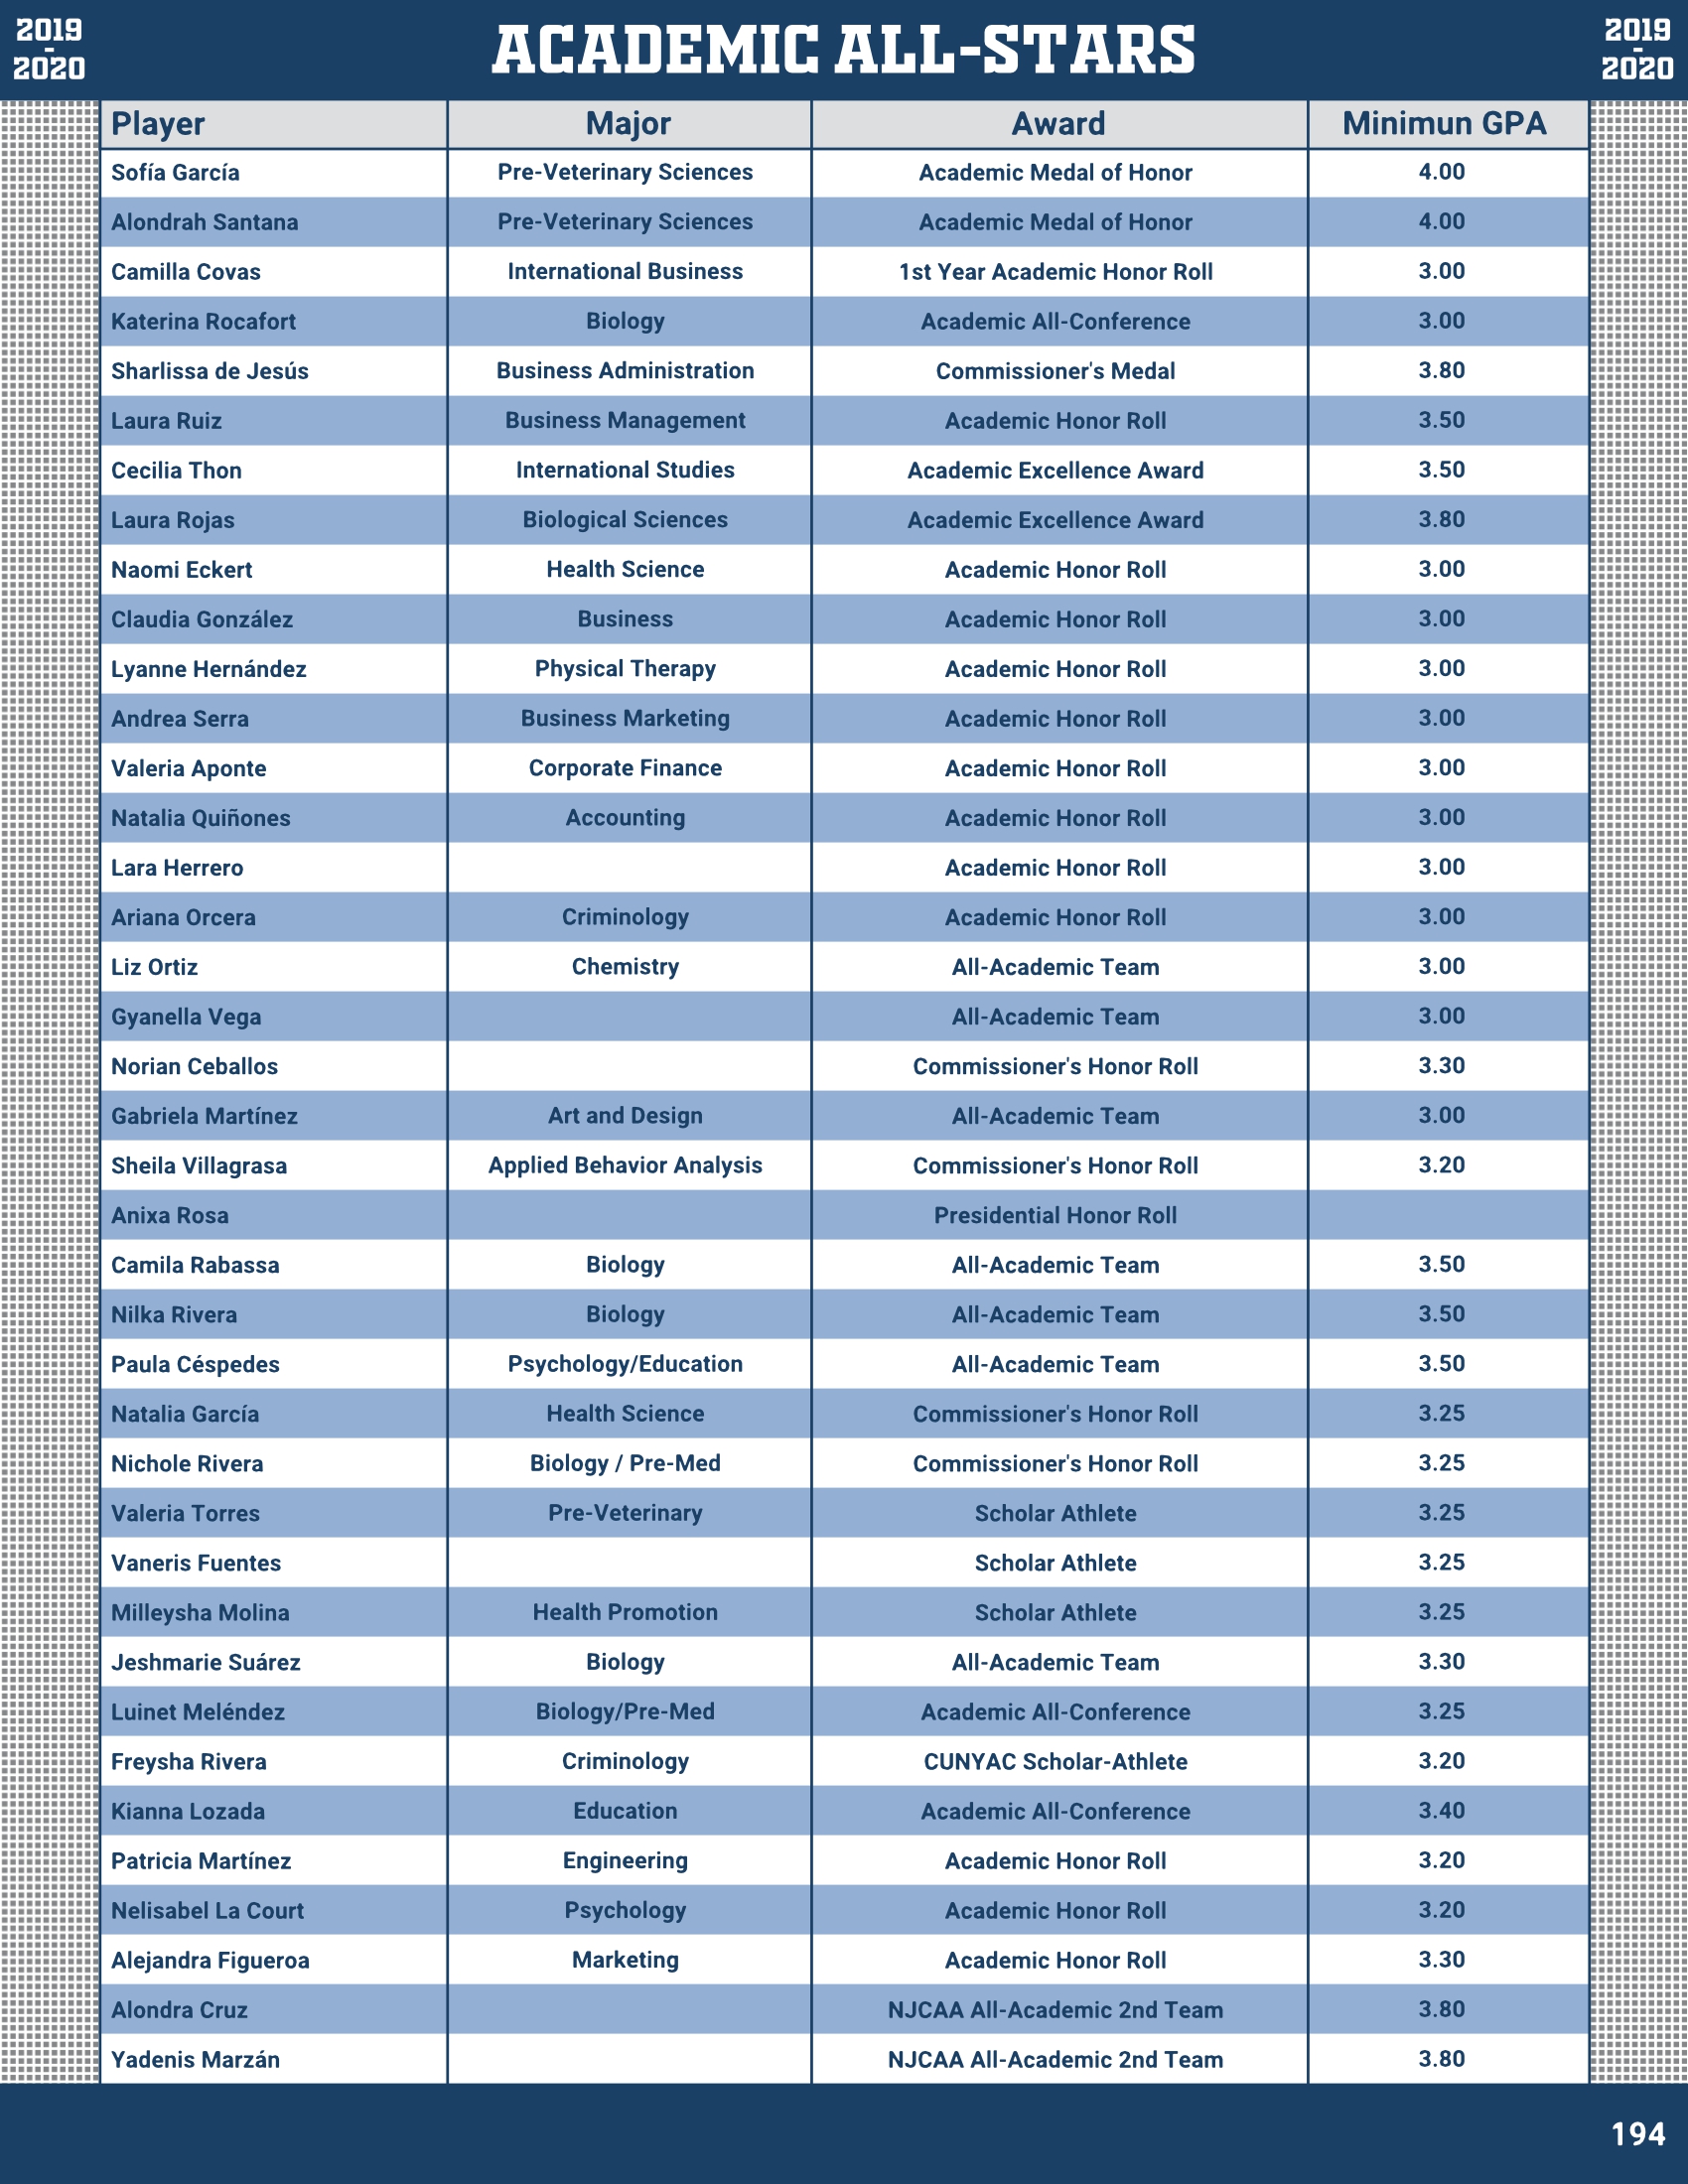 2019
-
2020
ACADEMIC ALL-STARS
2019
-
2020
Player Major Award Minimun GPA
Sofía García Pre-Veterinary Sciences Academic Medal of Honor 4.00
Alondrah Santana Pre-Veterinary Sciences Academic Medal of Honor 4.00
Camilla Covas International Business 1st Year Academic Honor Roll 3.00
Katerina Rocafort Biology Academic All-Conference 3.00
Sharlissa de Jesús Business Administration Commissioner's Medal 3.80
Laura Ruiz Business Management Academic Honor Roll 3.50
Cecilia Thon International Studies Academic Excellence Award 3.50
Laura Rojas Biological Sciences Academic Excellence Award 3.80
Naomi Eckert Health Science Academic Honor Roll 3.00
Claudia González Business Academic Honor Roll 3.00
Lyanne Hernández Physical Therapy Academic Honor Roll 3.00
Andrea Serra Business Marketing Academic Honor Roll 3.00
Valeria Aponte Corporate Finance Academic Honor Roll 3.00
Natalia Quiñones Accounting Academic Honor Roll 3.00
Lara Herrero Academic Honor Roll 3.00
Ariana Orcera Criminology Academic Honor Roll 3.00
Liz Ortiz Chemistry All-Academic Team 3.00
Gyanella Vega All-Academic Team 3.00
Norian Ceballos Commissioner's Honor Roll 3.30
Gabriela Martínez Art and Design All-Academic Team 3.00
Sheila Villagrasa Applied Behavior Analysis Commissioner's Honor Roll 3.20
Anixa Rosa Presidential Honor Roll
Camila Rabassa Biology All-Academic Team 3.50
Nilka Rivera Biology All-Academic Team 3.50
Paula Céspedes Psychology/Education All-Academic Team 3.50
Natalia García Health Science Commissioner's Honor Roll 3.25
Nichole Rivera Biology / Pre-Med Commissioner's Honor Roll 3.25
Valeria Torres Pre-Veterinary Scholar Athlete 3.25
Vaneris Fuentes Scholar Athlete 3.25
Milleysha Molina Health Promotion Scholar Athlete 3.25
Jeshmarie Suárez Biology All-Academic Team 3.30
Luinet Meléndez Biology/Pre-Med Academic All-Conference 3.25
Freysha Rivera Criminology CUNYAC Scholar-Athlete 3.20
Kianna Lozada Education Academic All-Conference 3.40
Patricia Martínez Engineering Academic Honor Roll 3.20
Nelisabel La Court Psychology Academic Honor Roll 3.20
Alejandra Figueroa Marketing Academic Honor Roll 3.30
Alondra Cruz NJCAA All-Academic 2nd Team 3.80
Yadenis Marzán NJCAA All-Academic 2nd Team 3.80
194